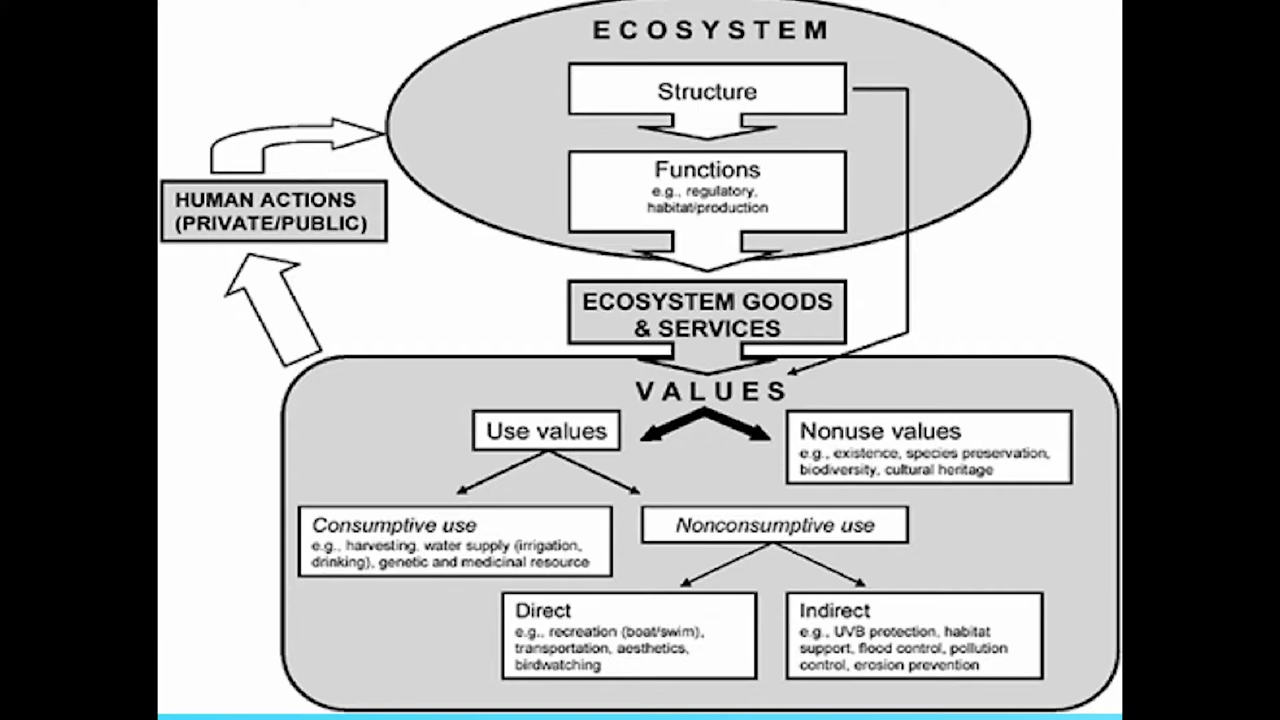 ECOSYSTEM
Structure
Functions
e.g., regulatory,
habitat/production
HUMAN ACTIONS
(PRIVATE/PUBLIC)
ECOSYSTEM GOODS
& SERVICES
VALUES
Use values
Nonuse values
e.g., existence, species preservation,
biodiversity, cultural heritage
Consumptive use
e.g., harvesting, water supply (irrigation,
drinking), genetic and medicinal resource
Nonconsumptive use
Direct
e.g., recreation (boat/swim),
transportation, aesthetics,
birdwatching
Indirect
e.g., UVB protection, habitat
support, flood control, pollution
control, erosion prevention